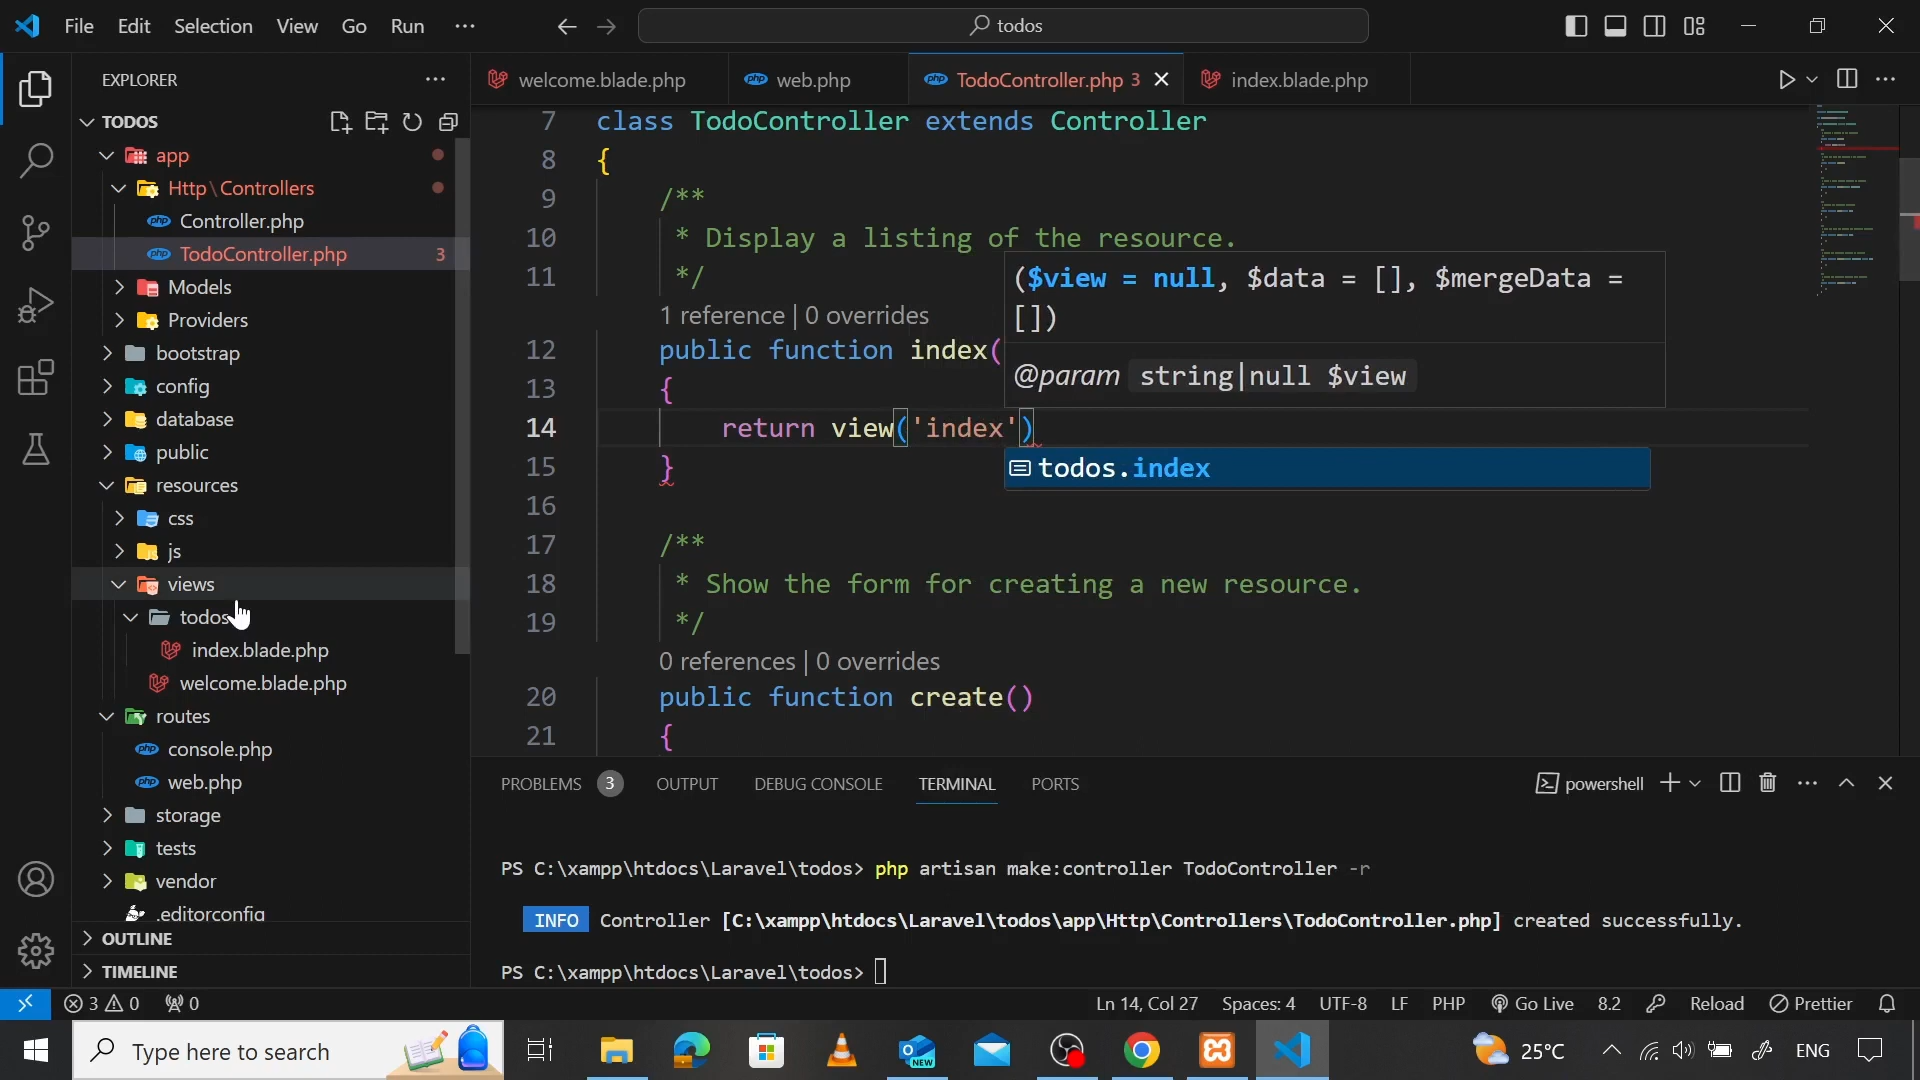 File Edit Selection View Go Run ···
todos
EXPLORER
TODOS
app
Http\Controllers
Controller.php
TodoController.php 3
Models
Providers
bootstrap
config
database
public
resources
css
js
views
todos
index.blade.php
welcome.blade.php
routes
console.php
web.php
storage
tests
vendor
.editorconfig
OUTLINE
TIMELINE
welcome.blade.php
web.php
TodoController.php 3
index.blade.php
7 class TodoController extends Controller
8 {
9 /**
10 * Display a listing of the resource.
11 */
1 reference | 0 overrides
12 public function index(
13 {
14 return view('index')
15 }
16
17 /**
18 * Show the form for creating a new resource.
19 */
0 references | 0 overrides
20 public function create()
21 {
($view = null, $data = [], $mergeData =
[])
@param string|null $view
todos.index
PROBLEMS 3 OUTPUT DEBUG CONSOLE TERMINAL PORTS
powershell
PS C:\xampp\htdocs\Laravel\todos> php artisan make:controller TodoController -r
INFO Controller [C:\xampp\htdocs\Laravel\todos\app\Http\Controllers\TodoController.php] created successfully.
PS C:\xampp\htdocs\Laravel\todos>
3 0 0
Ln 14, Col 27 Spaces: 4 UTF-8 LF PHP Go Live 8.2 Reload Prettier
Type here to search
NEW
25°C
ENG